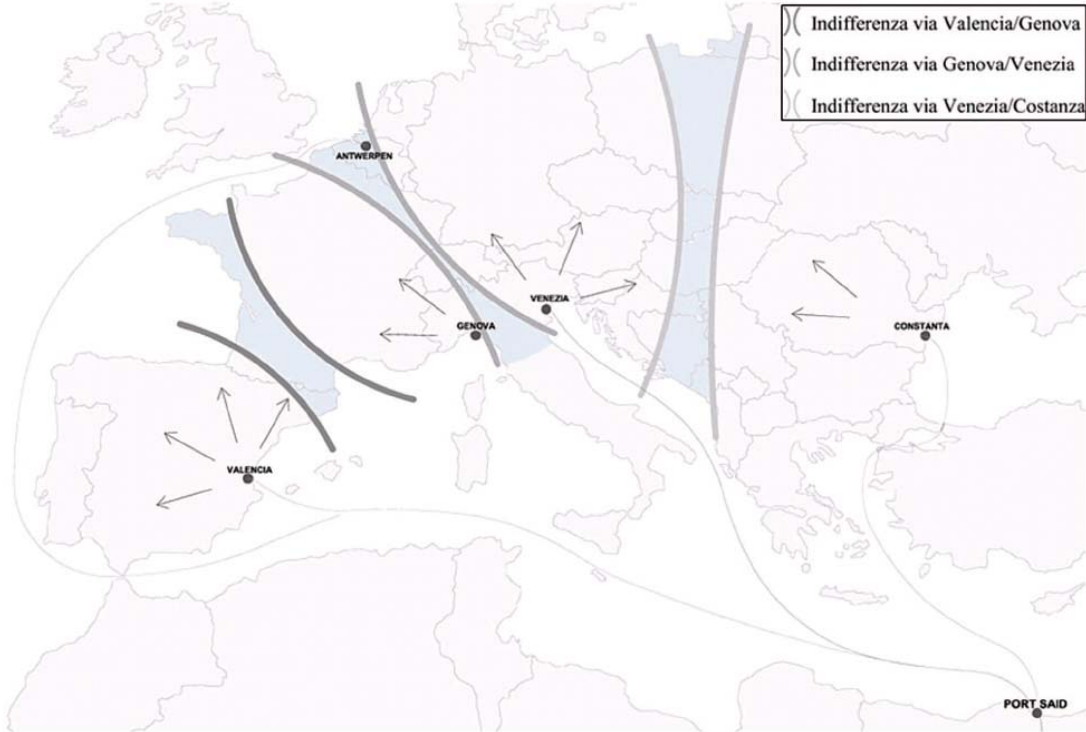 Indifferenza via Valencia/Genova
Indifferenza via Genova/Venezia
Indifferenza via Venezia/Costanza
ANTWERPEN
VENEZIA
GENOVA
CONSTANTA
VALENCIA
PORT SAID